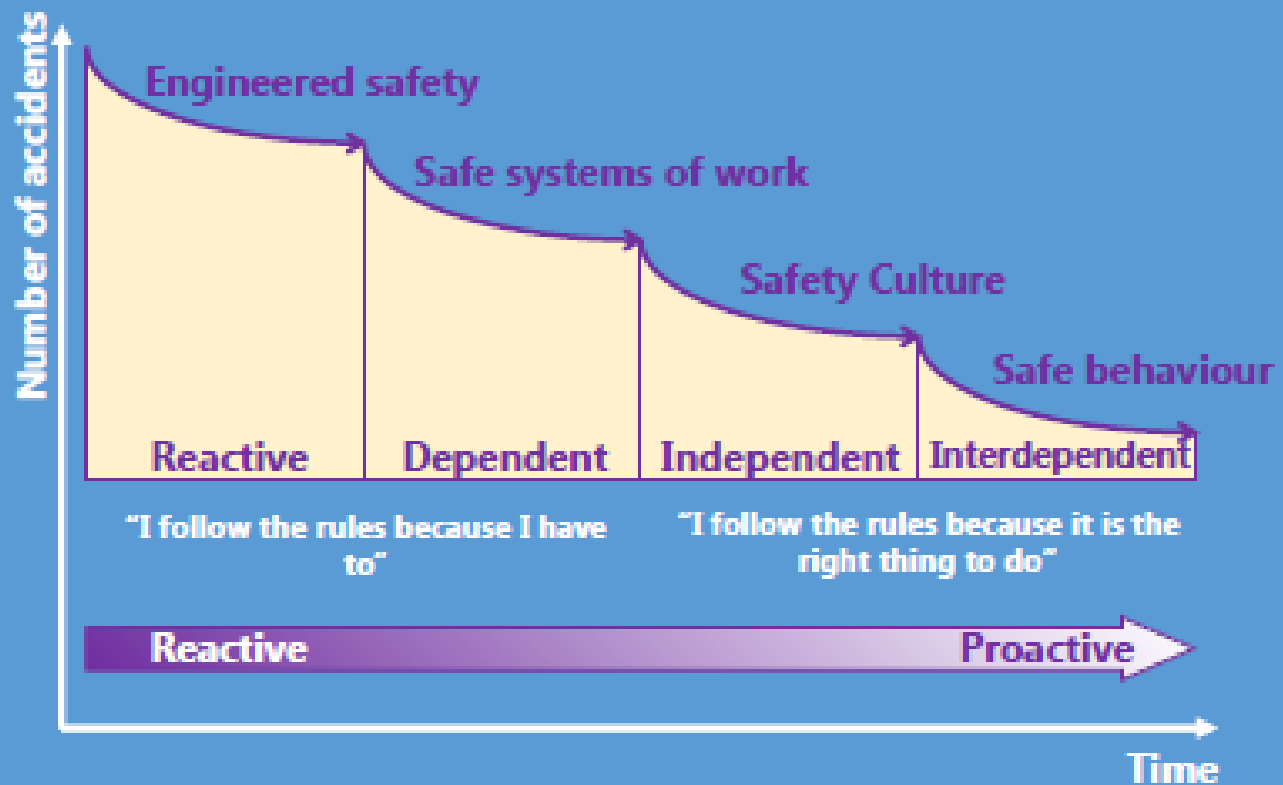 Number of accidents
Engineered safety
Safe systems of work
Safety Culture
Safe behaviour
Reactive
Dependent
Independent
Interdependent
“I follow the rules because I have
to”
“I follow the rules because it is the
right thing to do”
Reactive
Proactive
Time